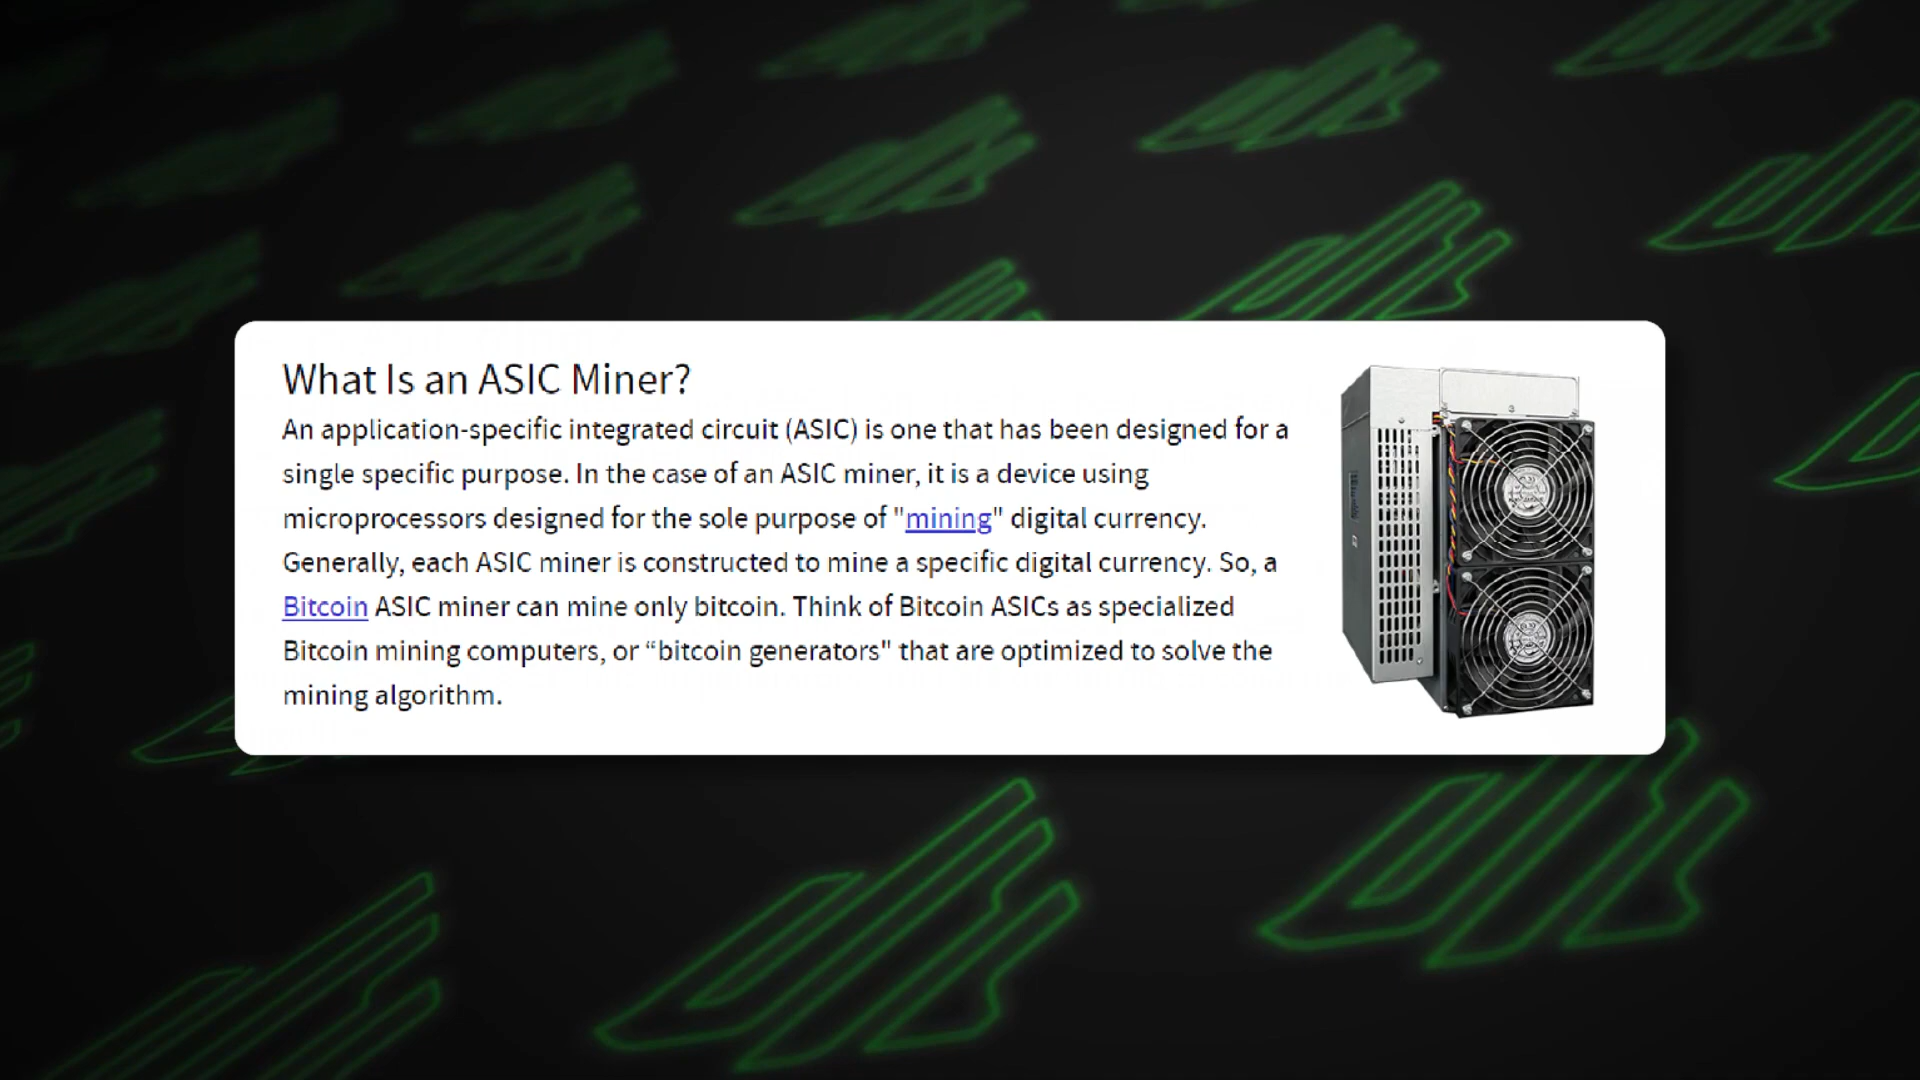 What Is an ASIC Miner?
An application-specific integrated circuit (ASIC) is one that has been designed for a
single specific purpose. In the case of an ASIC miner, it is a device using
microprocessors designed for the sole purpose of "mining" digital currency.
Generally, each ASIC miner is constructed to mine a specific digital currency. So, a
Bitcoin ASIC miner can mine only bitcoin. Think of Bitcoin ASICs as specialized
Bitcoin mining computers, or “bitcoin generators" that are optimized to solve the
mining algorithm.